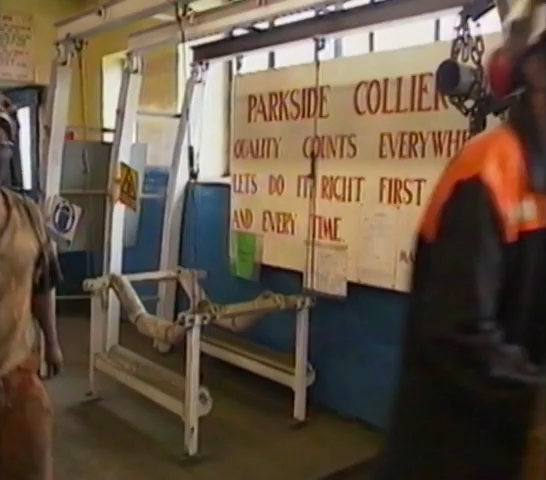 PARKSIDE COLLIER
QUALITY COUNTS EVERYWHE
LETS DO IT RIGHT FIRST
AND EVERY TIME